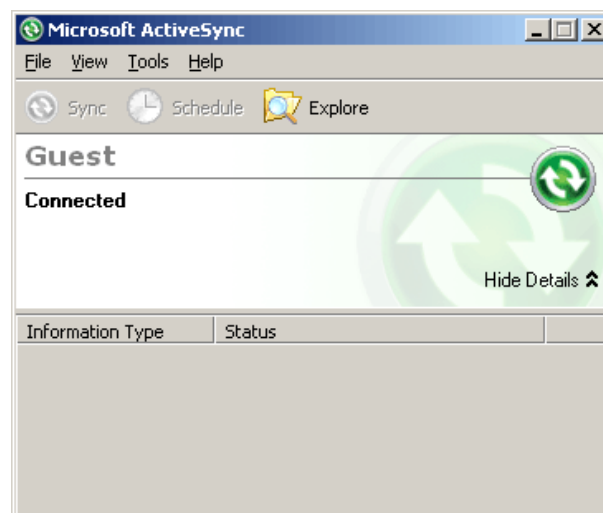 Microsoft ActiveSync
File View Tools Help
Sync Schedule Explore
Guest
Connected
Hide Details
Information Type Status